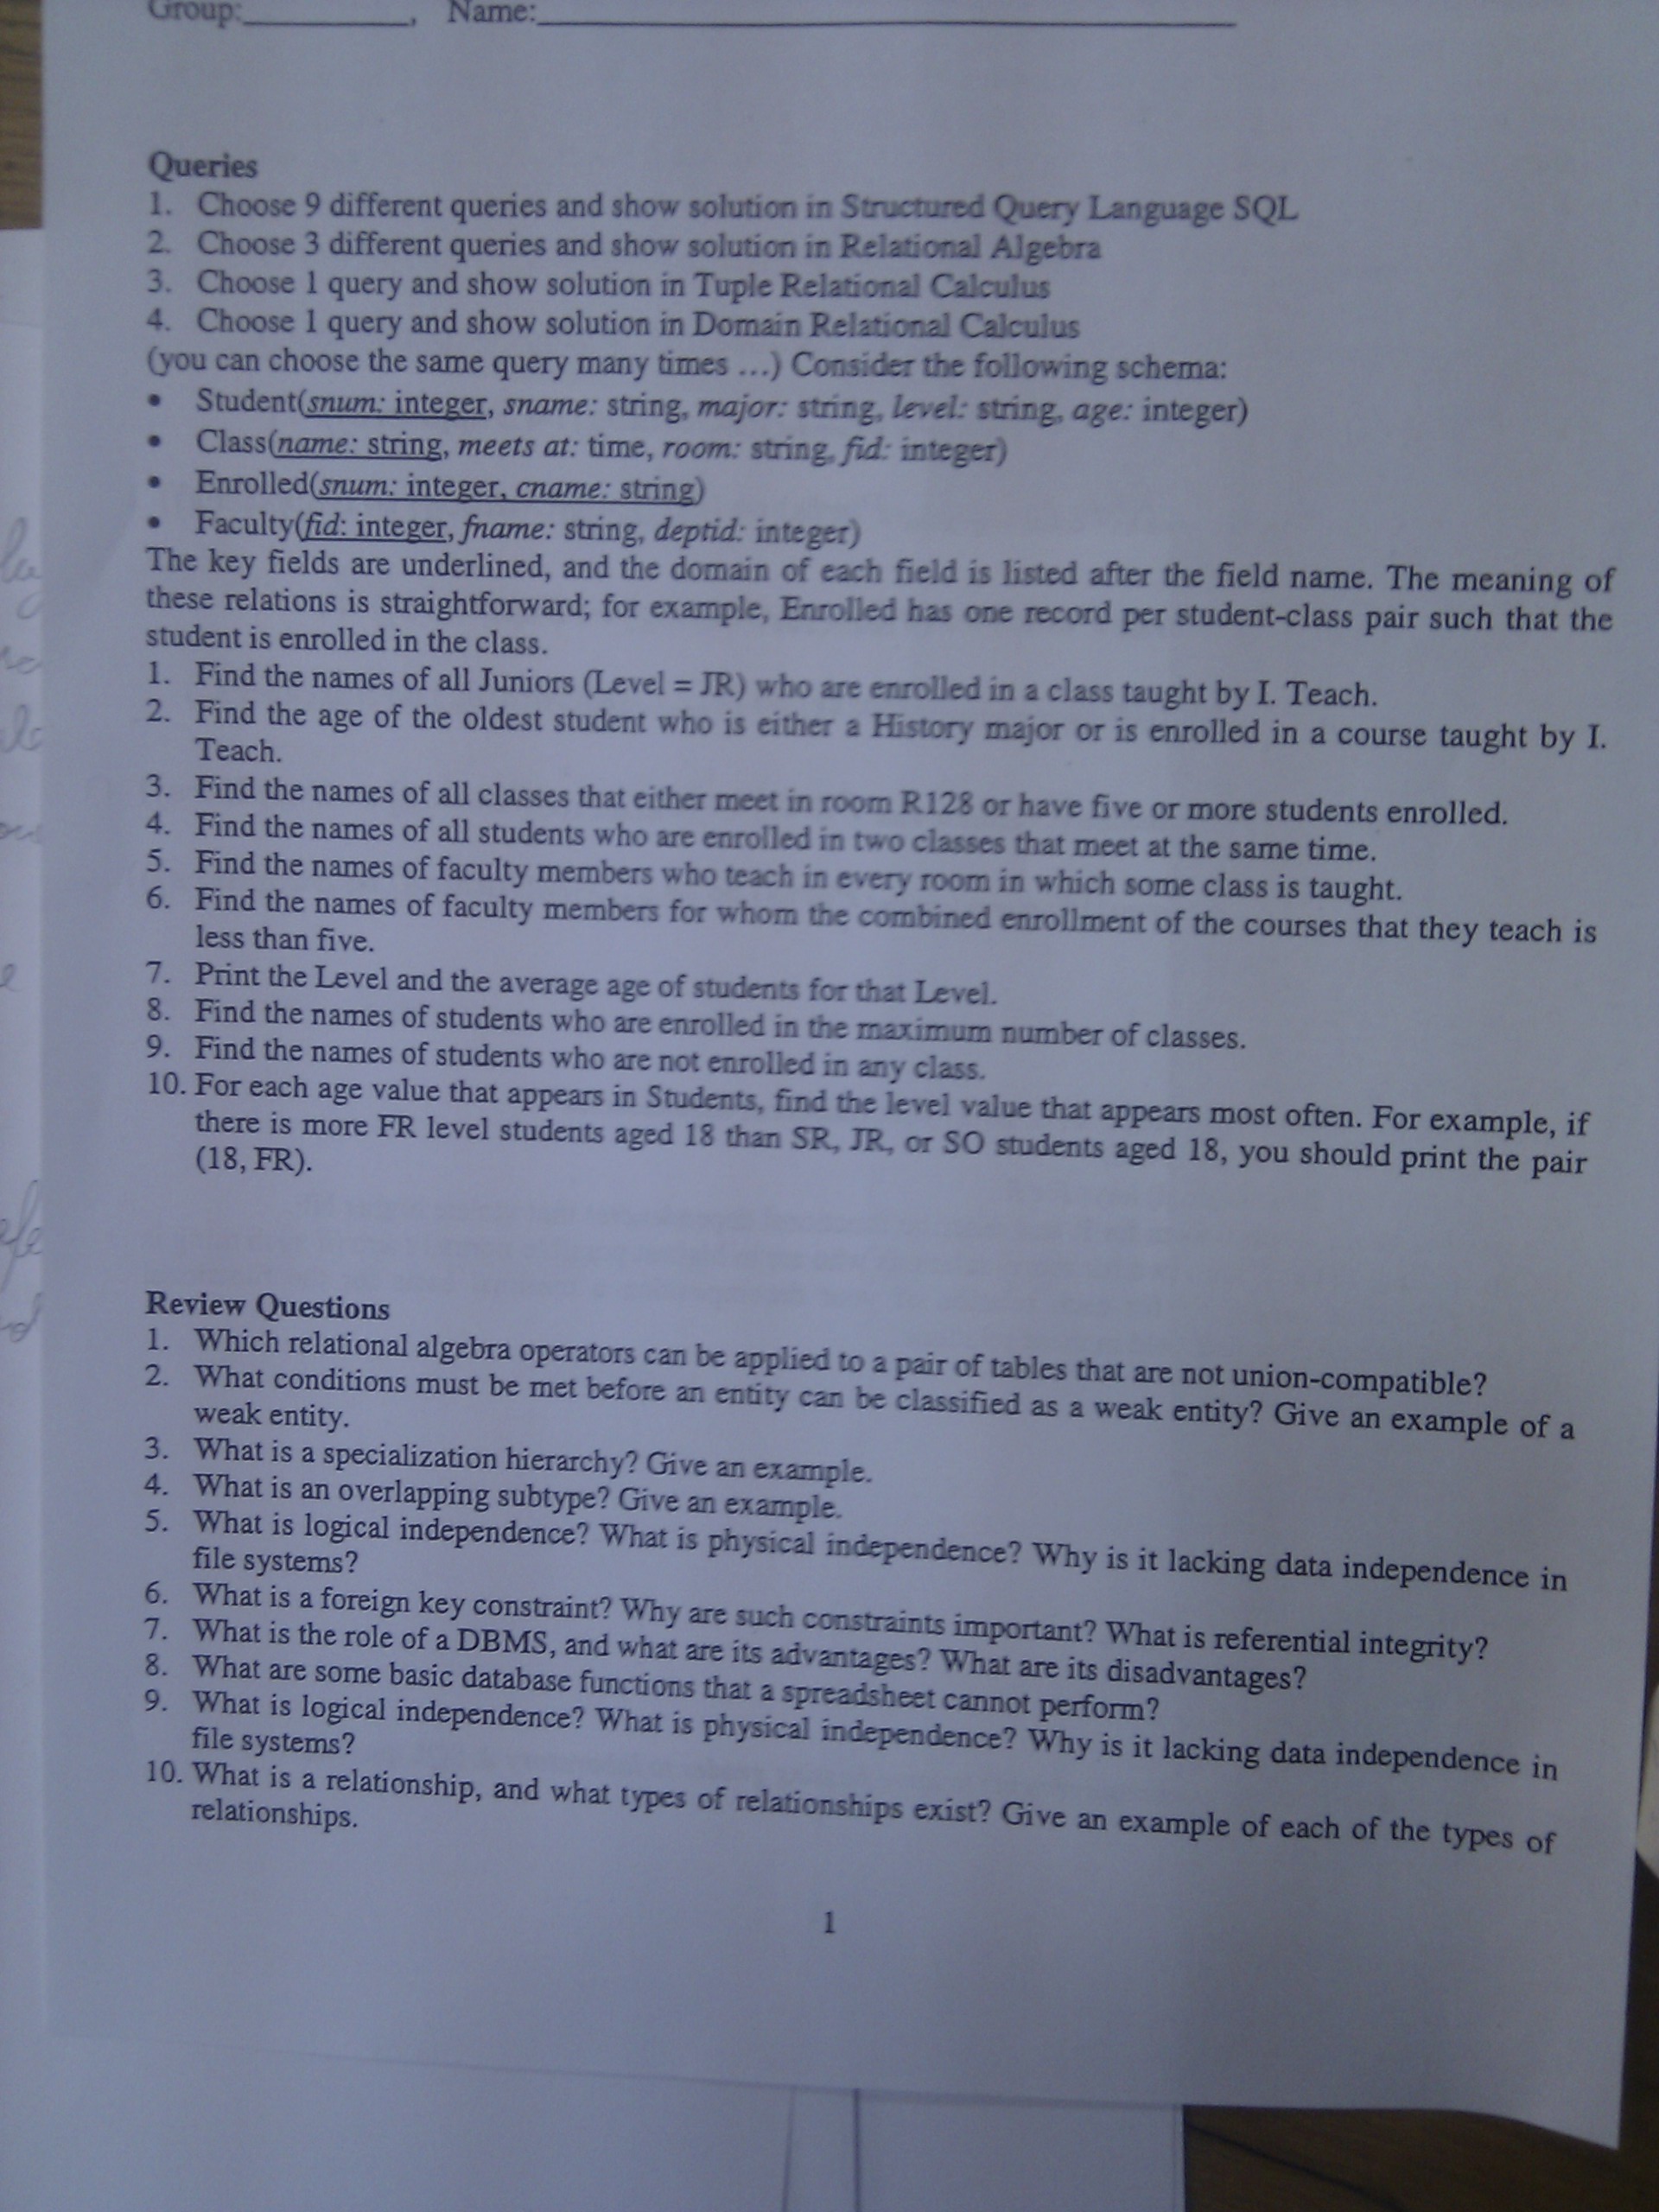 Group:__________, Name:__________________________________________
Queries
1. Choose 9 different queries and show solution in Structured Query Language SQL
2. Choose 3 different queries and show solution in Relational Algebra
3. Choose 1 query and show solution in Tuple Relational Calculus
4. Choose 1 query and show solution in Domain Relational Calculus
(you can choose the same query many times ...) Consider the following schema:
• Student(snum: integer, sname: string, major: string, level: string, age: integer)
• Class(name: string, meets at: time, room: string, fid: integer)
• Enrolled(snum: integer, cname: string)
• Faculty(fid: integer, fname: string, deptid: integer)
The key fields are underlined, and the domain of each field is listed after the field name. The meaning of
these relations is straightforward; for example, Enrolled has one record per student-class pair such that the
student is enrolled in the class.
1. Find the names of all Juniors (Level = JR) who are enrolled in a class taught by I. Teach.
2. Find the age of the oldest student who is either a History major or is enrolled in a course taught by I.
Teach.
3. Find the names of all classes that either meet in room R128 or have five or more students enrolled.
4. Find the names of all students who are enrolled in two classes that meet at the same time.
5. Find the names of faculty members who teach in every room in which some class is taught.
6. Find the names of faculty members for whom the combined enrollment of the courses that they teach is
less than five.
7. Print the Level and the average age of students for that Level.
8. Find the names of students who are enrolled in the maximum number of classes.
9. Find the names of students who are not enrolled in any class.
10. For each age value that appears in Students, find the level value that appears most often. For example, if
there is more FR level students aged 18 than SR, JR, or SO students aged 18, you should print the pair
(18, FR).
Review Questions
1. Which relational algebra operators can be applied to a pair of tables that are not union-compatible?
2. What conditions must be met before an entity can be classified as a weak entity? Give an example of a
weak entity.
3. What is a specialization hierarchy? Give an example.
4. What is an overlapping subtype? Give an example.
5. What is logical independence? What is physical independence? Why is it lacking data independence in
file systems?
6. What is a foreign key constraint? Why are such constraints important? What is referential integrity?
7. What is the role of a DBMS, and what are its advantages? What are its disadvantages?
8. What are some basic database functions that a spreadsheet cannot perform?
9. What is logical independence? What is physical independence? Why is it lacking data independence in
file systems?
10. What is a relationship, and what types of relationships exist? Give an example of each of the types of
relationships.
1